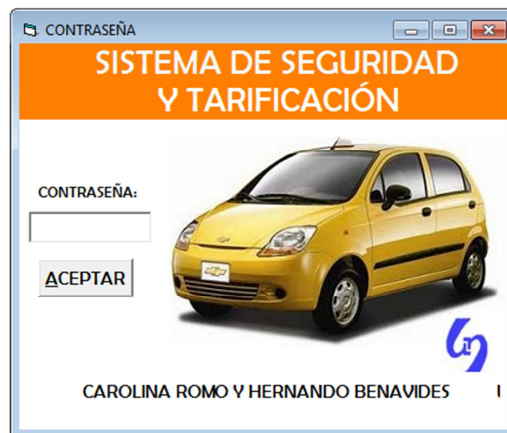 CONTRASEÑA
SISTEMA DE SEGURIDAD
Y TARIFICACIÓN
CONTRASEÑA:
ACEPTAR
CAROLINA ROMO Y HERNANDO BENAVIDES